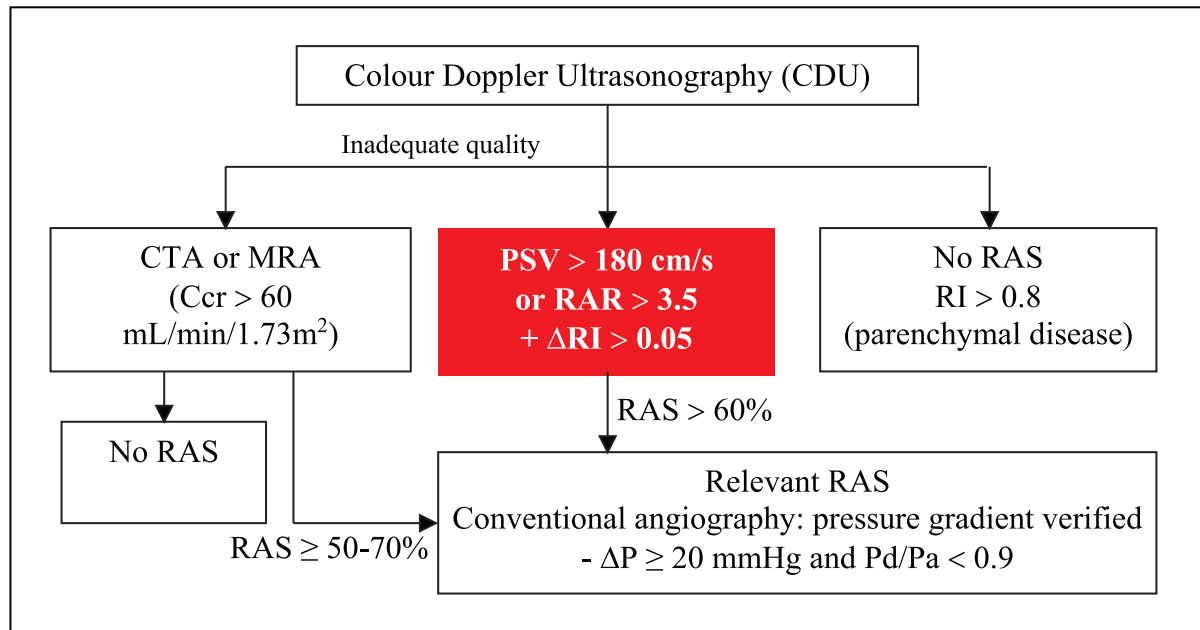 Colour Doppler Ultrasonography (CDU)
Inadequate quality
CTA or MRA
(Ccr > 60
mL/min/1.73m²)
PSV > 180 cm/s
or RAR > 3.5
+ ΔRI > 0.05
No RAS
RI > 0.8
(parenchymal disease)
RAS > 60%
No RAS
RAS ≥ 50-70%
Relevant RAS
Conventional angiography: pressure gradient verified
- ΔP ≥ 20 mmHg and Pd/Pa < 0.9